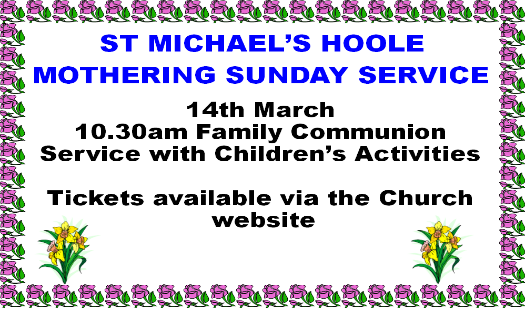 ST MICHAEL’S HOOLE
MOTHERING SUNDAY SERVICE
14th March
10.30am Family Communion
Service with Children’s Activities
Tickets available via the Church
website